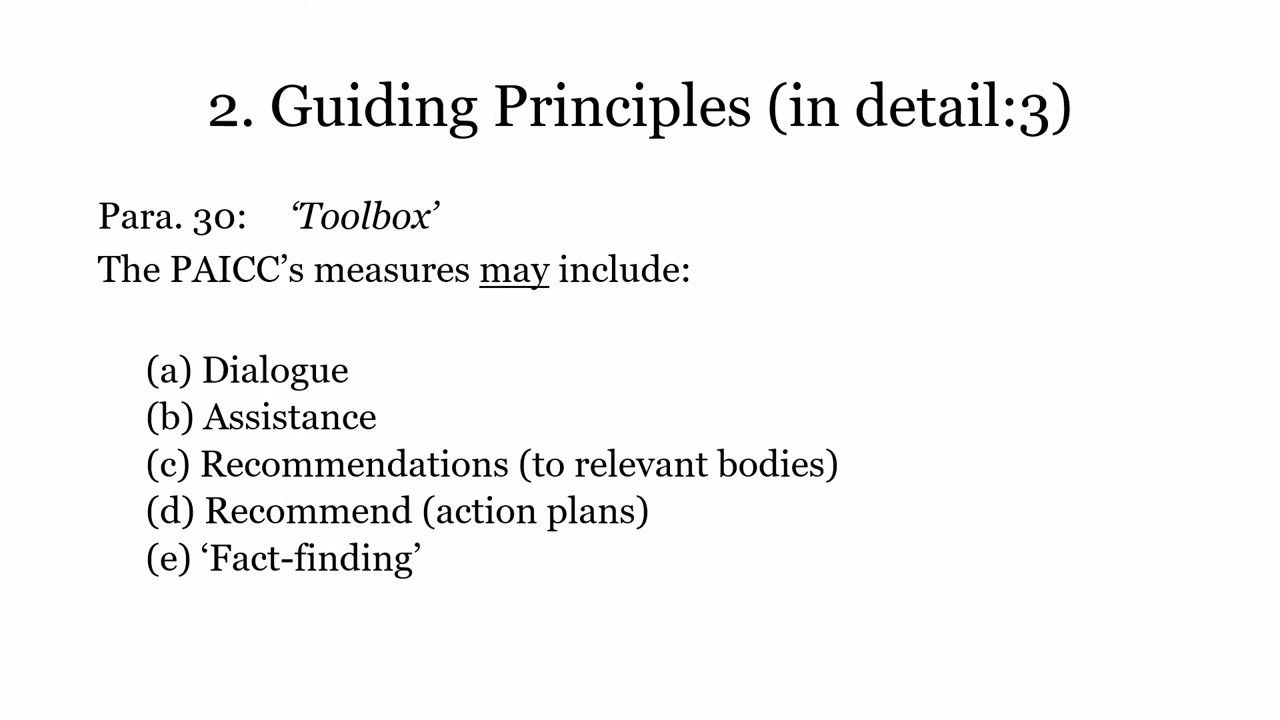 2. Guiding Principles (in detail:3)
Para. 30: ‘Toolbox’
The PAICC’s measures may include:
(a) Dialogue
(b) Assistance
(c) Recommendations (to relevant bodies)
(d) Recommend (action plans)
(e) ‘Fact-finding’